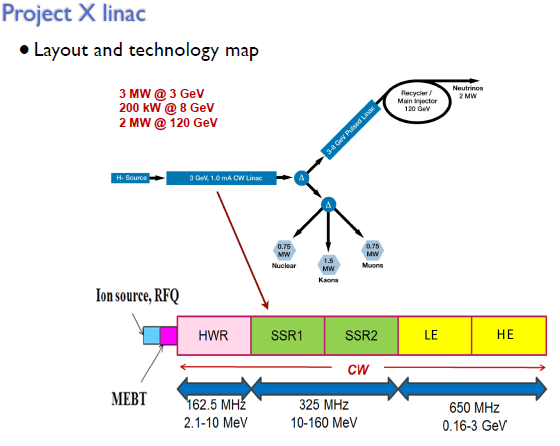 Project X linac
● Layout and technology map
3 MW @ 3 GeV
200 kW @ 8 GeV
2 MW @ 120 GeV
Recycler /
Main Injector
120 GeV
Neutrinos
2 MW
3-8 GeV Pulsed Linac
H- Source
3 GeV, 1.0 mA CW Linac
Δ
Δ
0.75
MW
Nuclear
1.5
MW
Kaons
0.75
MW
Muons
Ion source, RFQ
HWR
SSR1
SSR2
LE
HE
MEBT
CW
162.5 MHz
2.1-10 MeV
325 MHz
10-160 MeV
650 MHz
0.16-3 GeV